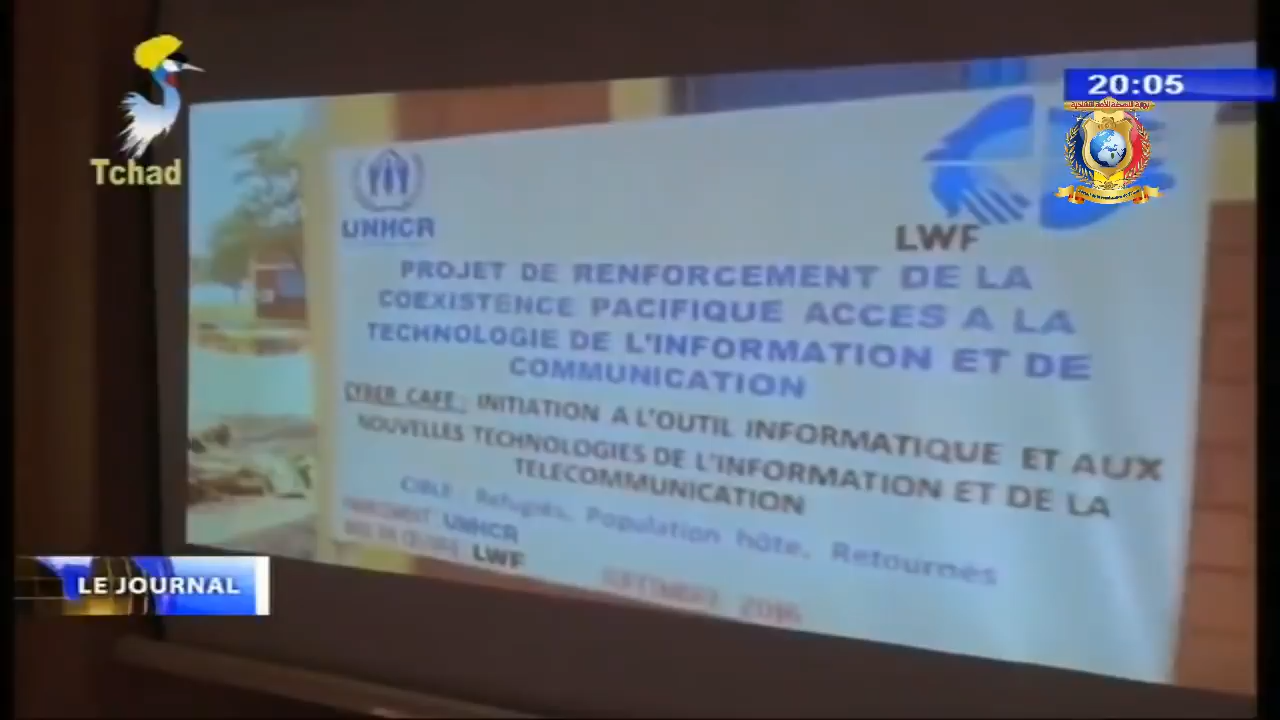 Tchad
20:05
UNHCR
LWF
PROJET DE RENFORCEMENT DE LA
COEXISTENCE PACIFIQUE ACCES A LA
TECHNOLOGIE DE L'INFORMATION ET DE
COMMUNICATION
CYBER CAFE : INITIATION A L'OUTIL INFORMATIQUE ET AUX
NOUVELLES TECHNOLOGIES DE L'INFORMATION ET DE LA
TELECOMMUNICATION
CIBLE : Refugiés, Population hôte, Retournés
UNHCR
LWF
2016
LE JOURNAL